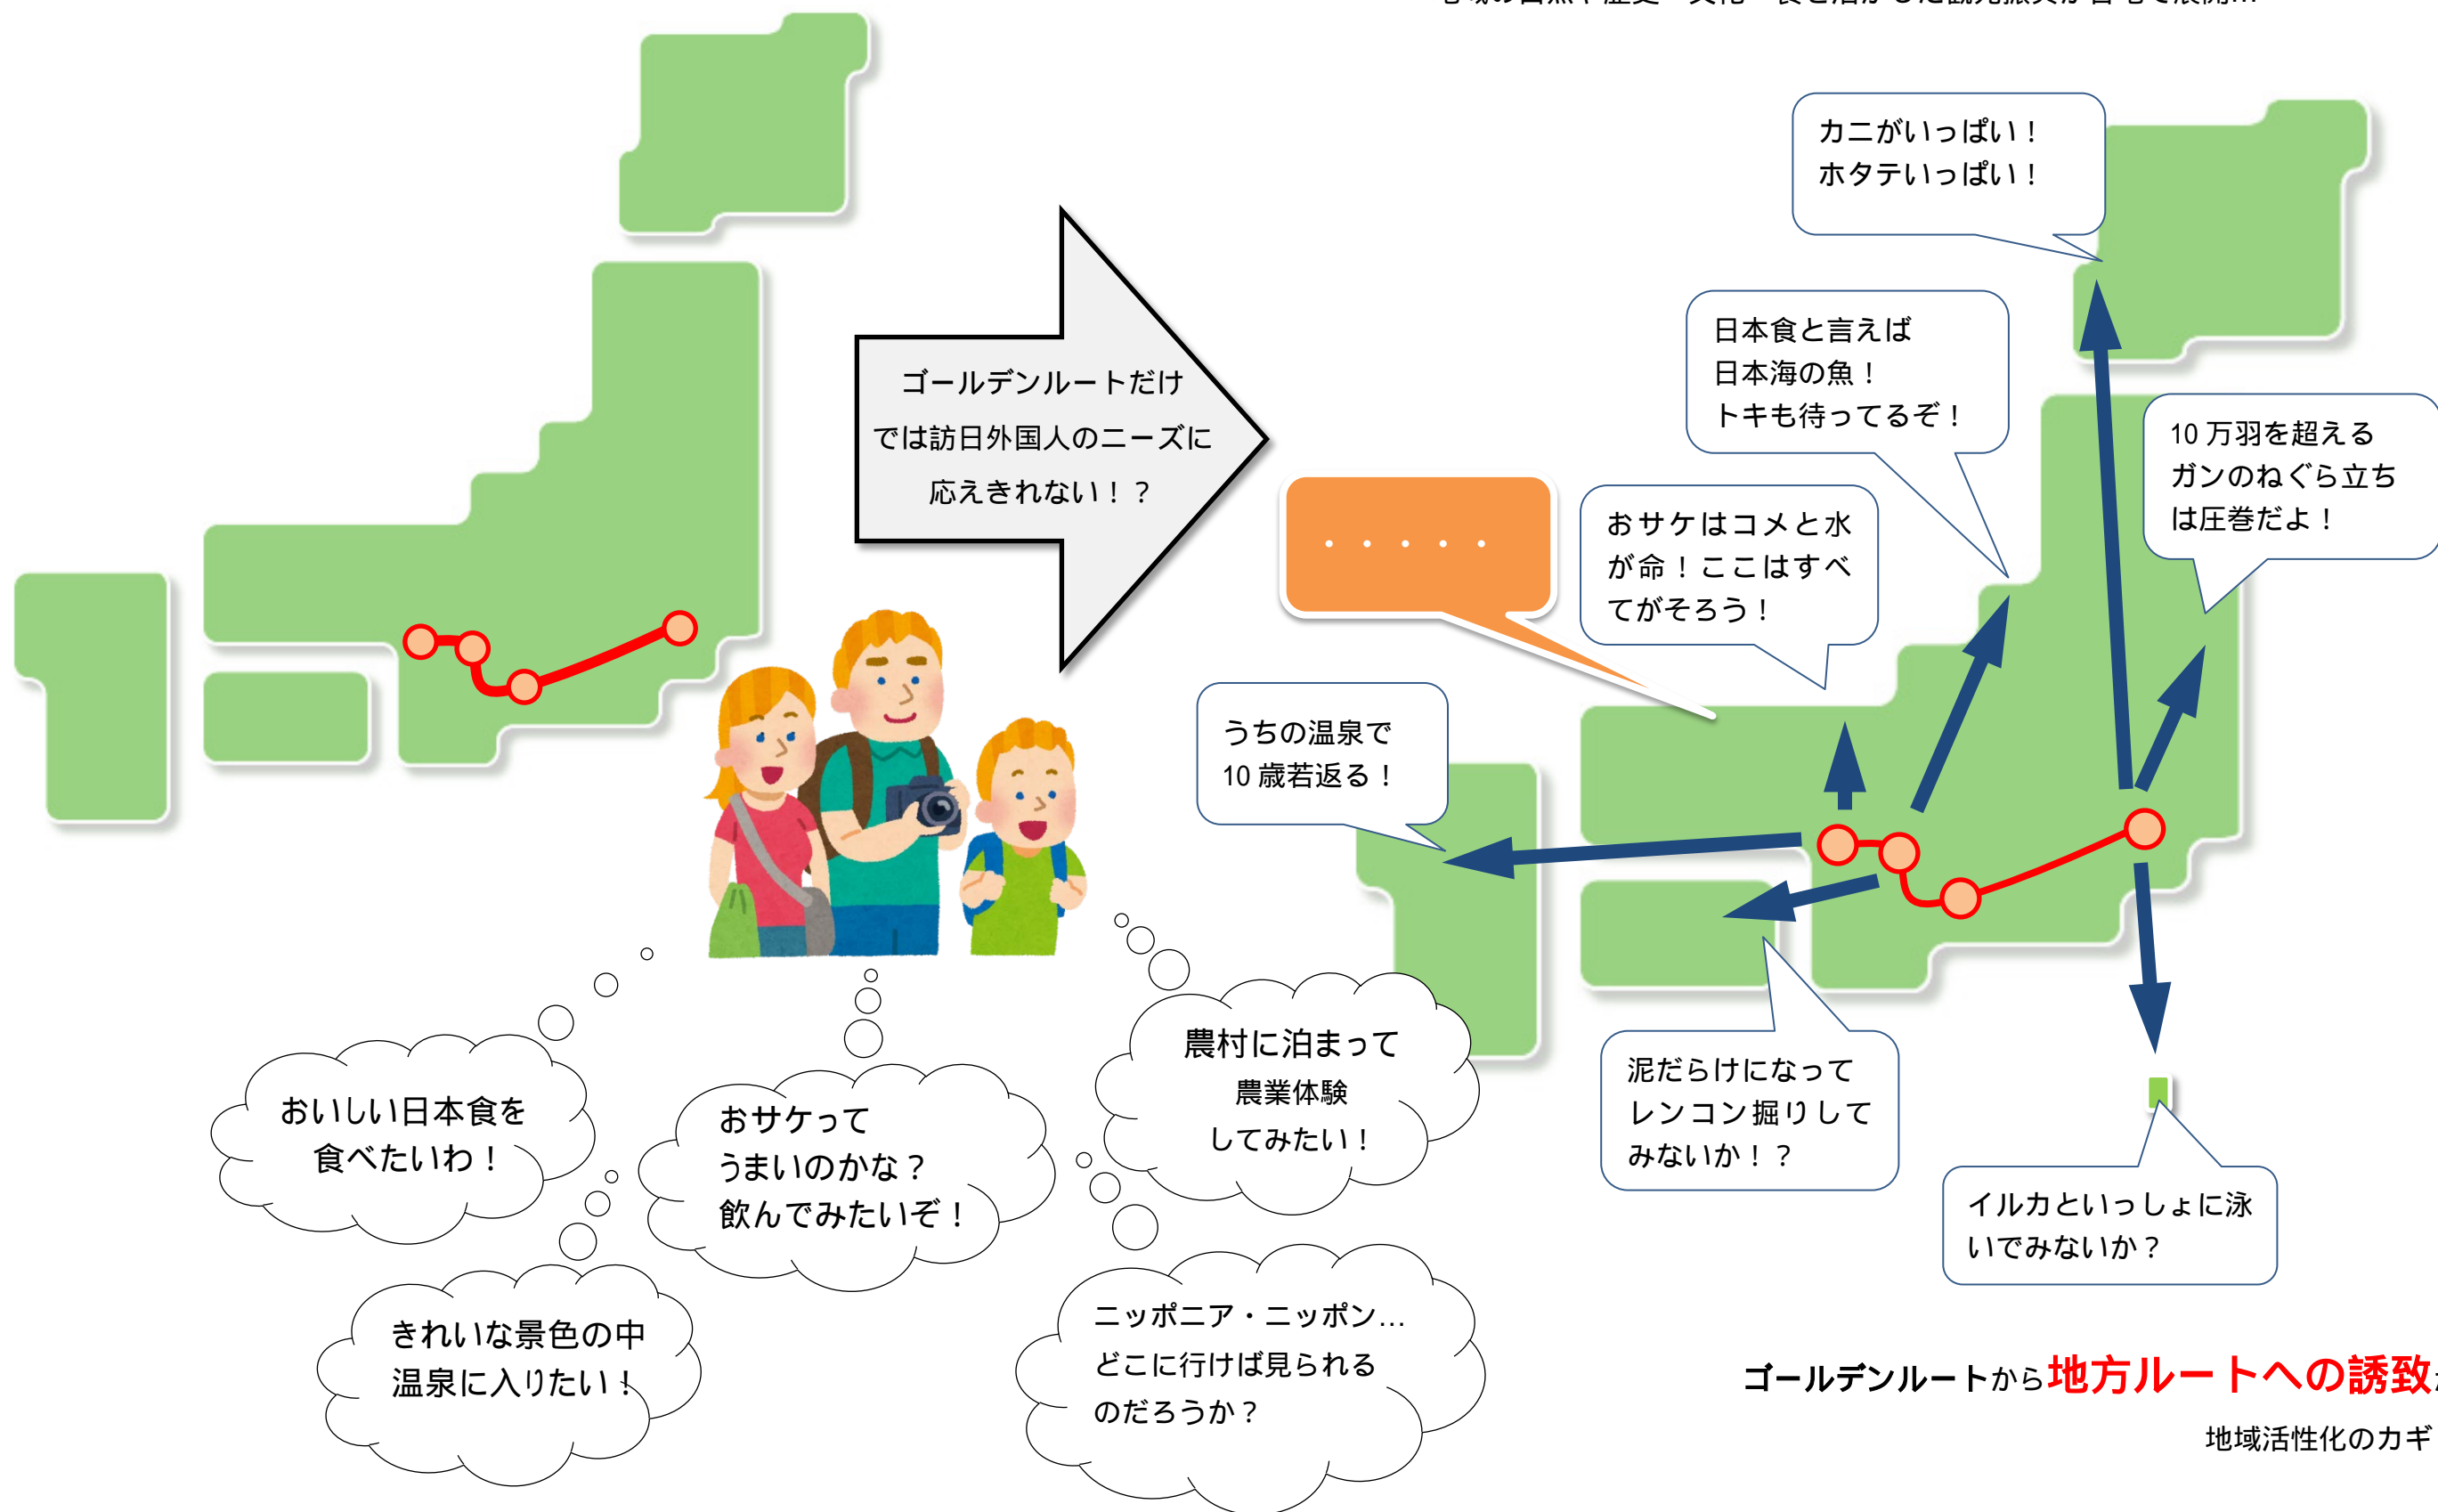 ゴールデンルートだけ
では訪日外国人のニーズに
応えきれない！？
おいしい日本食を
食べたいわ！
おサケって
うまいのかな？
飲んでみたいぞ！
農村に泊まって
農業体験
してみたい！
きれいな景色の中
温泉に入りたい！
ニッポニア・ニッポン…
どこに行けば見られる
のだろうか？
カニがいっぱい！
ホタテいっぱい！
日本食と言えば
日本海の魚！
トキも待ってるぞ！
10万羽を超える
ガンのねぐら立ち
は圧巻だよ！
・・・・・
おサケはコメと水
が命！ここはすべ
てがそろう！
うちの温泉で
10歳若返る！
泥だらけになって
レンコン掘りして
みないか！？
イルカといっしょに泳
いでみないか？
ゴールデンルートから地方ルートへの誘致
地域活性化のカギ